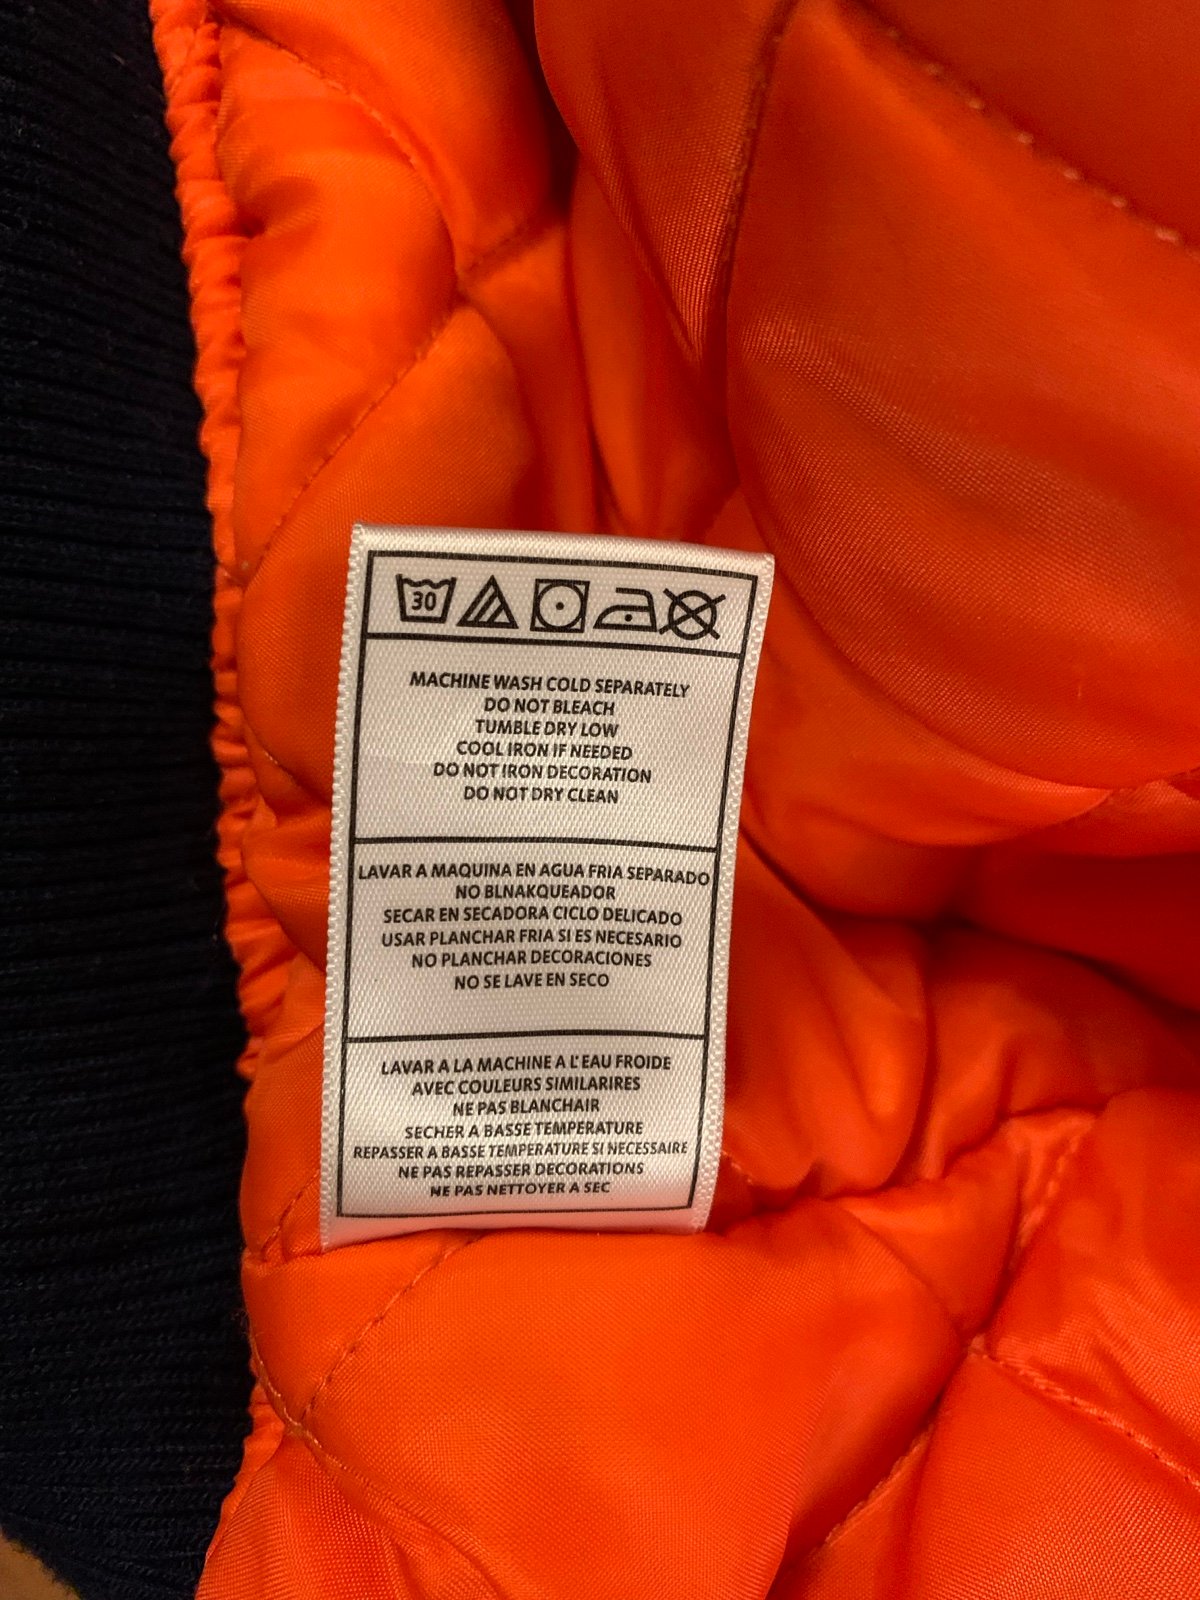 30
MACHINE WASH COLD SEPARATELY
DO NOT BLEACH
TUMBLE DRY LOW
COOL IRON IF NEEDED
DO NOT IRON DECORATION
DO NOT DRY CLEAN
LAVAR A MAQUINA EN AGUA FRIA SEPARADO
NO BLNAKQUEADOR
SECAR EN SECADORA CICLO DELICADO
USAR PLANCHAR FRIA SI ES NECESARIO
NO PLANCHAR DECORACIONES
NO SE LAVE EN SECO
LAVAR A LA MACHINE A L'EAU FROIDE
AVEC COULEURS SIMILARIRES
NE PAS BLANCHAIR
SECHER A BASSE TEMPERATURE
REPASSER A BASSE TEMPERATURE SI NECESSAIRE
NE PAS REPASSER DECORATIONS
NE PAS NETTOYER A SEC